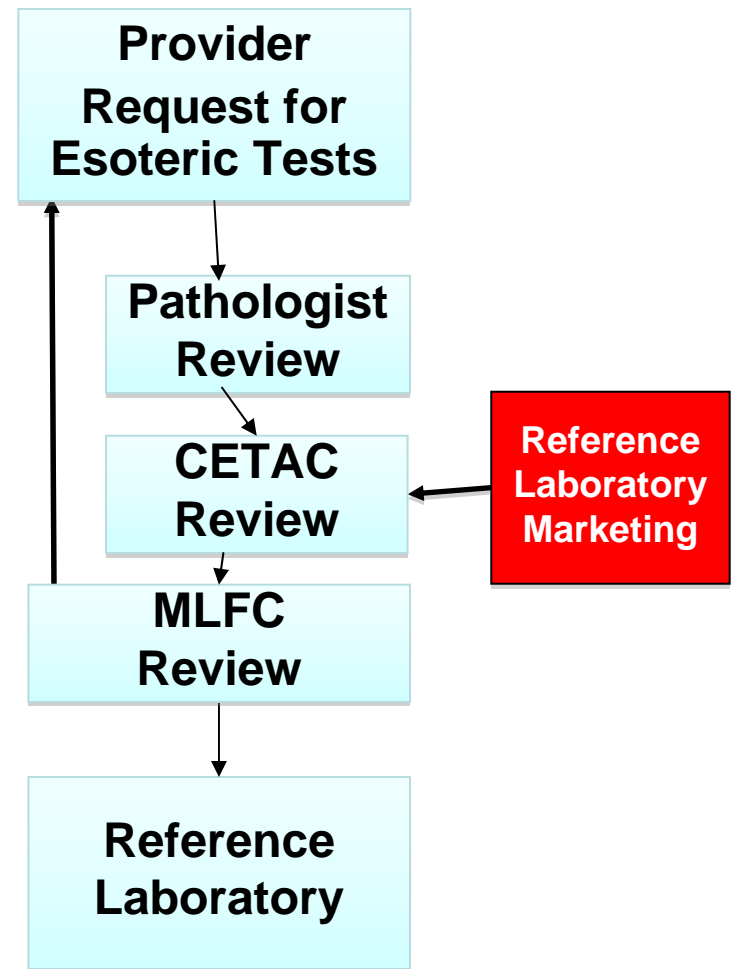 Provider
Request for
Esoteric Tests
Pathologist
Review
CETAC
Review
Reference
Laboratory
Marketing
MLFC
Review
Reference
Laboratory